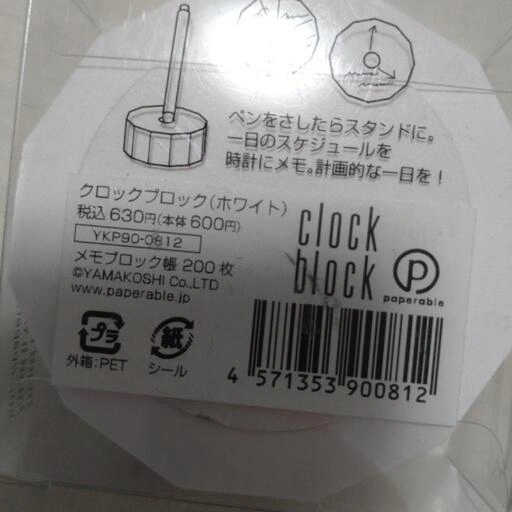 ペンをさしたらスタンドに。
一日のスケジュールを
時計にメモ。計画的な一日を！
クロックブロック（ホワイト）
税込630円（本体600円）
YKP90-0812
メモブロック帳 200枚
©YAMAKOSHI Co.,LTD
www.paperable.jp
clock
block
paperable
プラ
外箱:PET
紙
シール
4 571353 900812